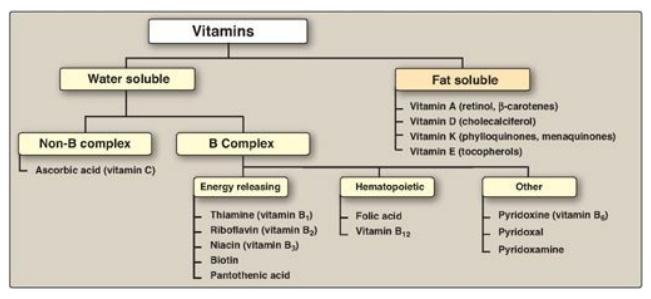 Vitamins
Water soluble
Fat soluble
Vitamin A (retinol, β-carotenes)
Vitamin D (cholecalciferol)
Vitamin K (phylloquinones, menaquinones)
Vitamin E (tocopherols)
Non-B complex
B Complex
Ascorbic acid (vitamin C)
Energy releasing
Hematopoietic
Other
Thiamine (vitamin B₁)
Riboflavin (vitamin B₂)
Niacin (vitamin B₃)
Biotin
Pantothenic acid
Folic acid
Vitamin B₁₂
Pyridoxine (vitamin B₆)
Pyridoxal
Pyridoxamine